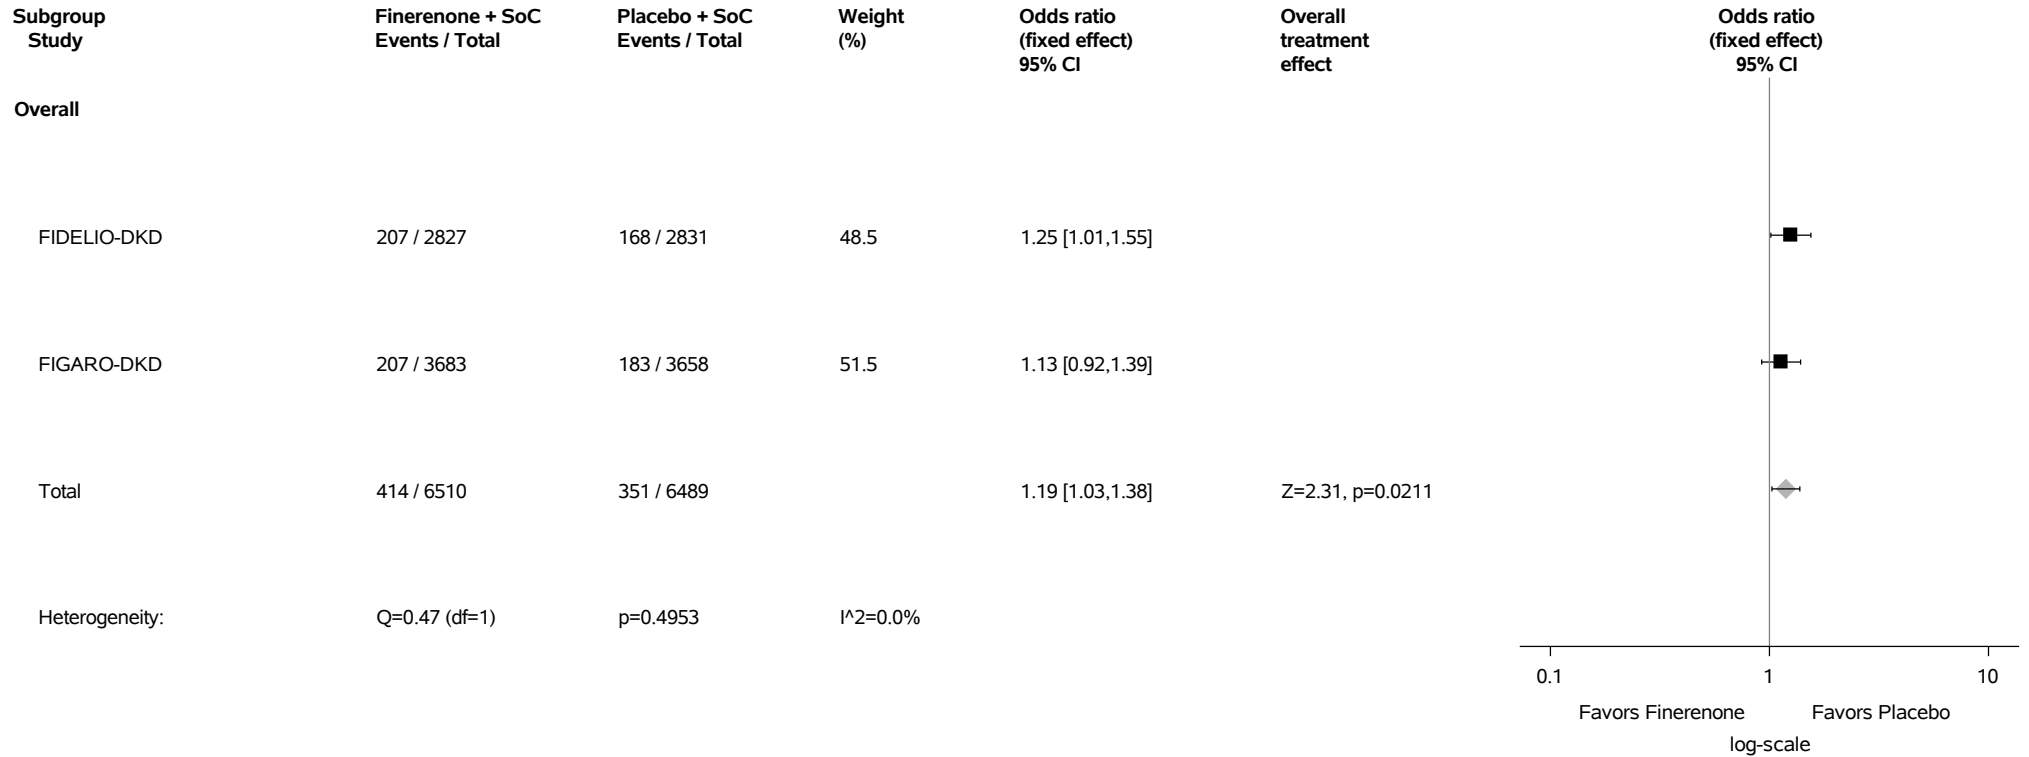 Subgroup Finerenone + SoC Placebo + SoC Weight Odds ratio Overall Odds ratio
Study Events / Total Events / Total (%) (fixed effect) treatment (fixed effect)
95% CI effect 95% CI
Overall
FIDELIO-DKD 207 / 2827 168 / 2831 48.5 1.25 [1.01,1.55]
FIGARO-DKD 207 / 3683 183 / 3658 51.5 1.13 [0.92,1.39]
Total 414 / 6510 351 / 6489 1.19 [1.03,1.38] Z=2.31, p=0.0211
Heterogeneity: Q=0.47 (df=1) p=0.4953 I^2=0.0%
0.1 1 10
Favors Finerenone Favors Placebo
log-scale